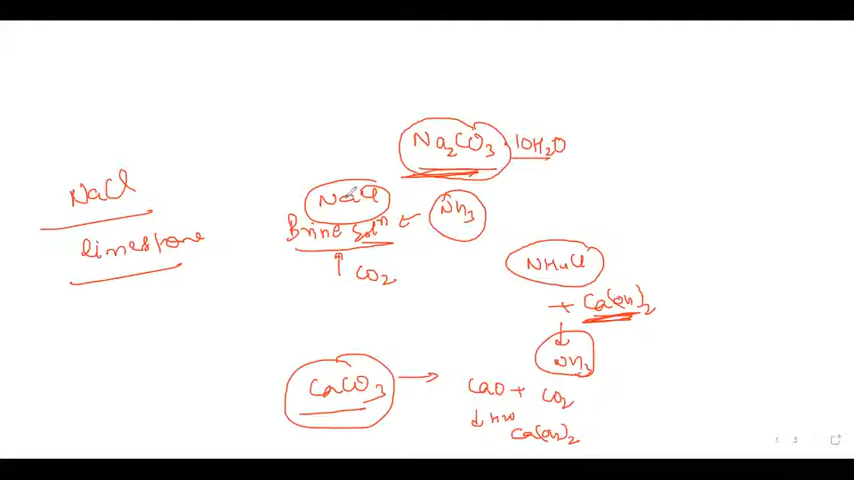 Na₂CO₃·10H₂O
NaCl
NaCl
NH₃
Brine Solⁿ
limestone
CO₂
NH₄Cl
+ Ca(OH)₂
NH₃
CaCO₃ → CaO + CO₂
↓ H₂O
Ca(OH)₂
3